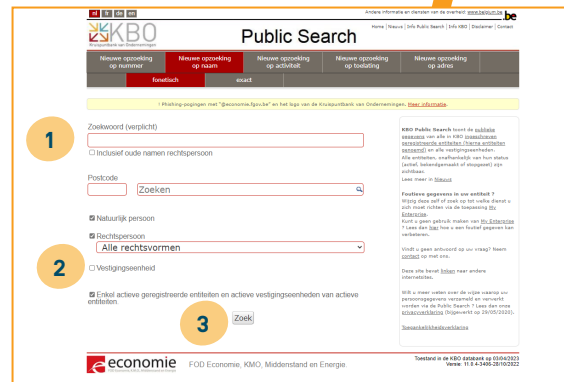 nl fr de en
Andere informatie en diensten van de overheid: www.belgium.be
.be
KBO
Kruispuntbank van Ondernemingen
Public Search
Home | Nieuws | Info Public Search | Info KBO | Disclaimer | Contact
Nieuwe opzoeking op nummer
Nieuwe opzoeking op naam
Nieuwe opzoeking op activiteit
Nieuwe opzoeking op toelating
Nieuwe opzoeking op adres
fonetisch
exact
! Phishing-pogingen met "@economie.fgov.be" en het logo van de Kruispuntbank van Ondernemingen. Meer informatie.
1
Zoekwoord (verplicht)
Inclusief oude namen rechtspersoon
Postcode
Zoeken
Natuurlijk persoon
Rechtspersoon
Alle rechtsvormen
2
Vestigingseenheid
Enkel actieve geregistreerde entiteiten en actieve vestigingseenheden van actieve
entiteiten.
3
Zoek
KBO Public Search toont de publieke
gegevens van alle in KBO ingeschreven
geregistreerde entiteiten (hierna entiteiten
genoemd) en alle vestigingseenheden.
Alle entiteiten, onafhankelijk van hun status
(actief, bekendgemaakt of stopgezet) zijn
zichtbaar.
Lees meer in Nieuws
Foutieve gegevens in uw entiteit ?
Wijzig deze zelf of zoek op tot welke dienst u
zich moet richten via de toepassing My
Enterprise.
Kunt u geen gebruik maken van My Enterprise
? Lees dan hier hoe u een foutief gegeven kan
verbeteren.
Vindt u geen antwoord op uw vraag? Neem
contact op met ons.
Deze site bevat linken naar andere
internetsites.
Wilt u meer weten over de wijze waarop uw
persoonsgegevens verzameld en verwerkt
worden via de Public Search ? Lees dan onze
privacyverklaring (bijgewerkt op 29/05/2020).
Toegankelijkheidsverklaring
economie
FOD Economie, KMO, Middenstand en Energie.
Toestand in de KBO databank op 03/04/2023
Versie: 11.0.4-3406-28/10/2022